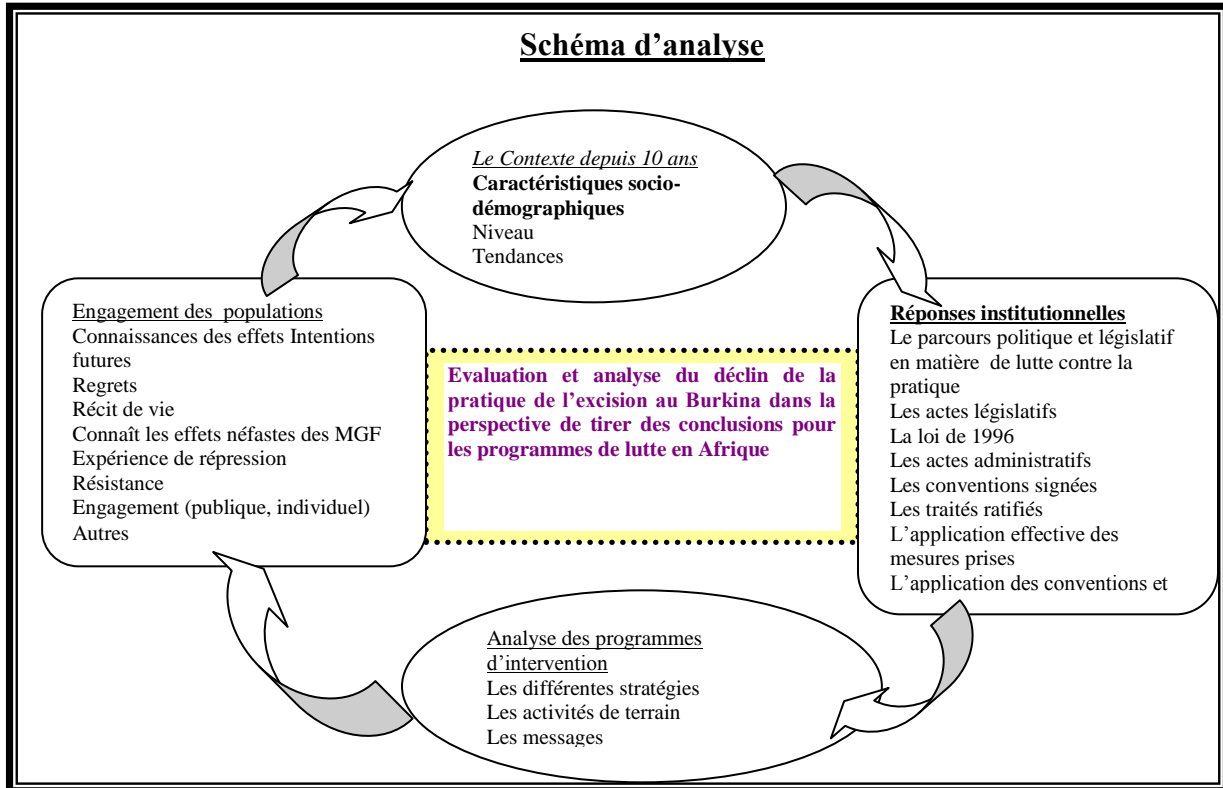 Schéma d'analyse
Le Contexte depuis 10 ans
Caractéristiques socio-
démographiques
Niveau
Tendances
Engagement des populations
Connaissances des effets Intentions
futures
Regrets
Récit de vie
Connaît les effets néfastes des MGF
Expérience de répression
Résistance
Engagement (publique, individuel)
Autres
Evaluation et analyse du déclin de la
pratique de l'excision au Burkina dans la
perspective de tirer des conclusions pour
les programmes de lutte en Afrique
Réponses institutionnelles
Le parcours politique et législatif
en matière de lutte contre la
pratique
Les actes législatifs
La loi de 1996
Les actes administratifs
Les conventions signées
Les traités ratifiés
L'application effective des
mesures prises
L'application des conventions et
Analyse des programmes
d'intervention
Les différentes stratégies
Les activités de terrain
Les messages